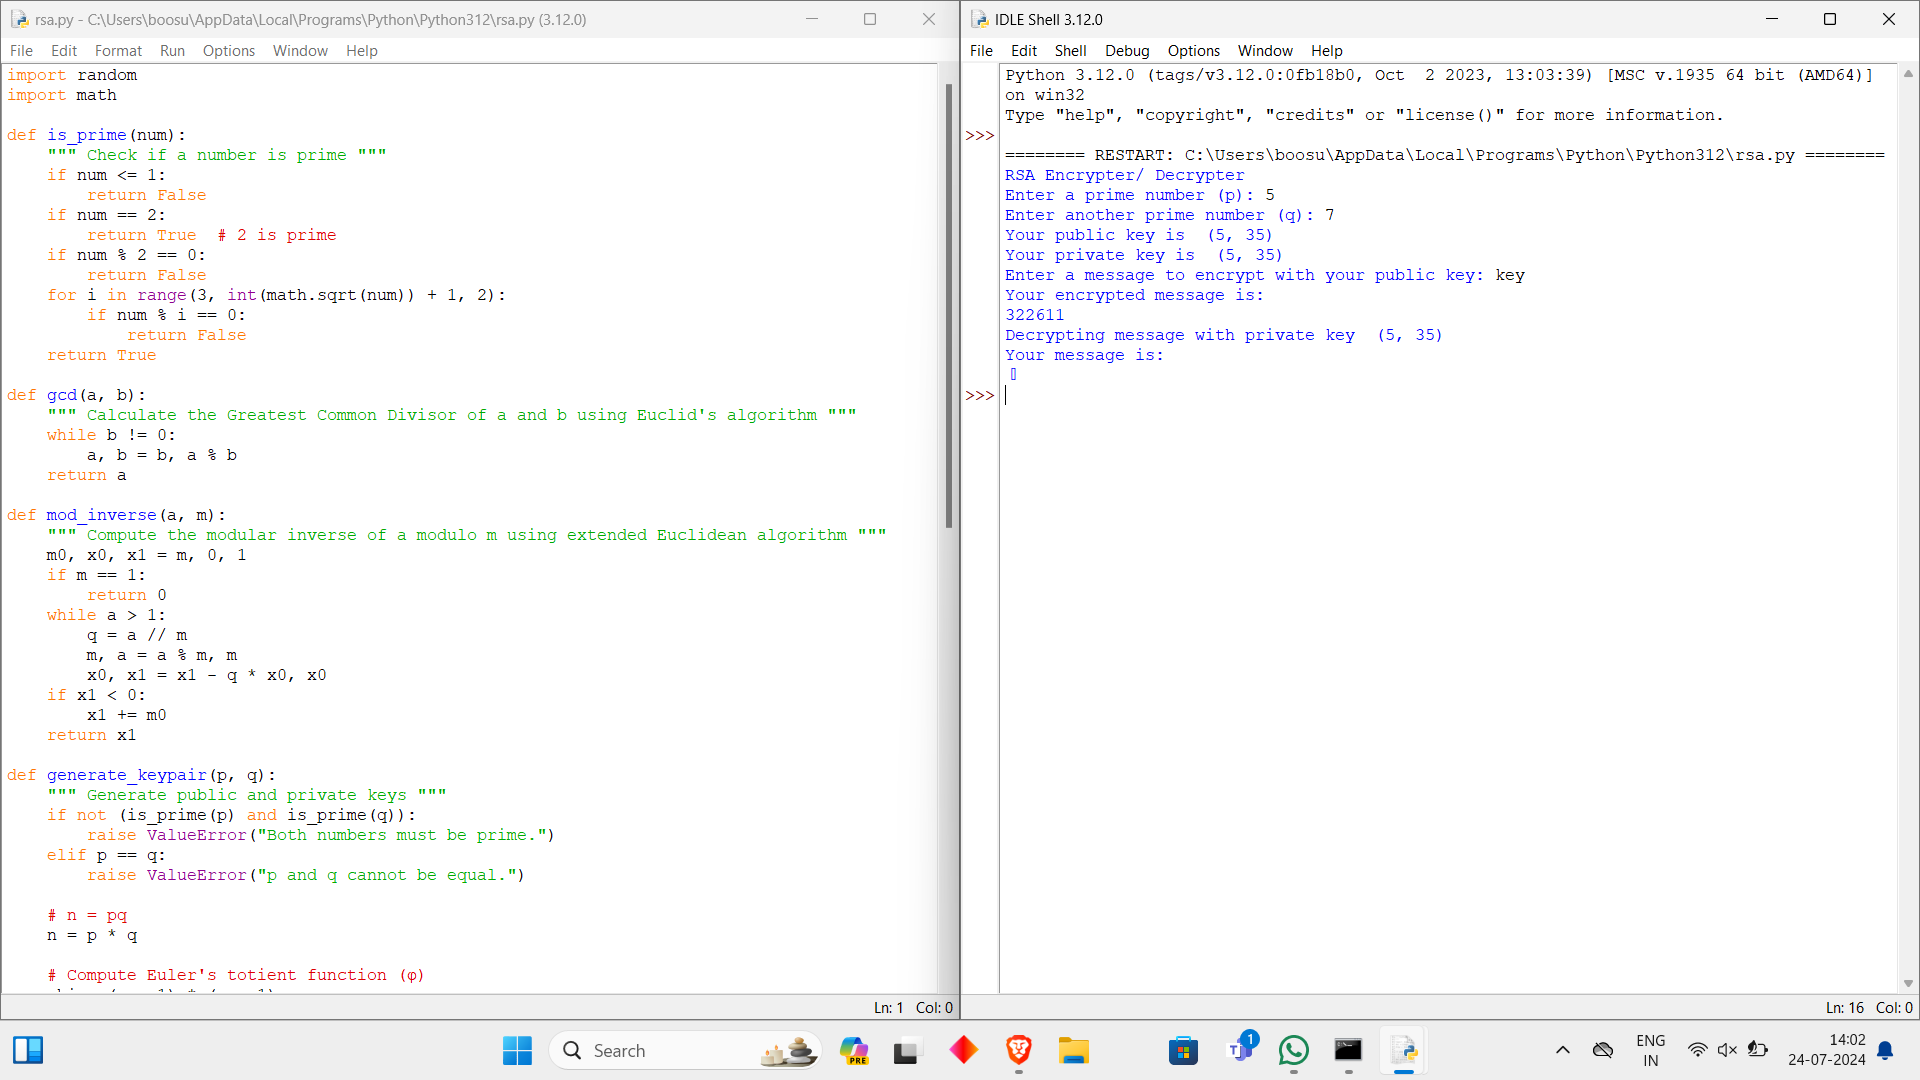 rsa.py - C:\Users\boosu\AppData\Local\Programs\Python\Python312\rsa.py (3.12.0)
File Edit Format Run Options Window Help
import random
import math
def is_prime(num):
    """ Check if a number is prime """
    if num <= 1:
        return False
    if num == 2:
        return True  # 2 is prime
    if num % 2 == 0:
        return False
    for i in range(3, int(math.sqrt(num)) + 1, 2):
        if num % i == 0:
            return False
    return True
def gcd(a, b):
    """ Calculate the Greatest Common Divisor of a and b using Euclid's algorithm """
    while b != 0:
        a, b = b, a % b
    return a
def mod_inverse(a, m):
    """ Compute the modular inverse of a modulo m using extended Euclidean algorithm """
    m0, x0, x1 = m, 0, 1
    if m == 1:
        return 0
    while a > 1:
        q = a // m
        m, a = a % m, m
        x0, x1 = x1 - q * x0, x0
    if x1 < 0:
        x1 += m0
    return x1
def generate_keypair(p, q):
    """ Generate public and private keys """
    if not (is_prime(p) and is_prime(q)):
        raise ValueError("Both numbers must be prime.")
    elif p == q:
        raise ValueError("p and q cannot be equal.")
    # n = pq
    n = p * q
    # Compute Euler's totient function (φ)
Ln: 1 Col: 0
IDLE Shell 3.12.0
File Edit Shell Debug Options Window Help
Python 3.12.0 (tags/v3.12.0:0fb18b0, Oct  2 2023, 13:03:39) [MSC v.1935 64 bit (AMD64)]
on win32
Type "help", "copyright", "credits" or "license()" for more information.
>>>
======== RESTART: C:\Users\boosu\AppData\Local\Programs\Python\Python312\rsa.py ========
RSA Encrypter/ Decrypter
Enter a prime number (p): 5
Enter another prime number (q): 7
Your public key is  (5, 35)
Your private key is  (5, 35)
Enter a message to encrypt with your public key: key
Your encrypted message is:
322611
Decrypting message with private key  (5, 35)
Your message is:
>>>
Ln: 16 Col: 0
Search
PRE
1
ENG
IN
14:02
24-07-2024